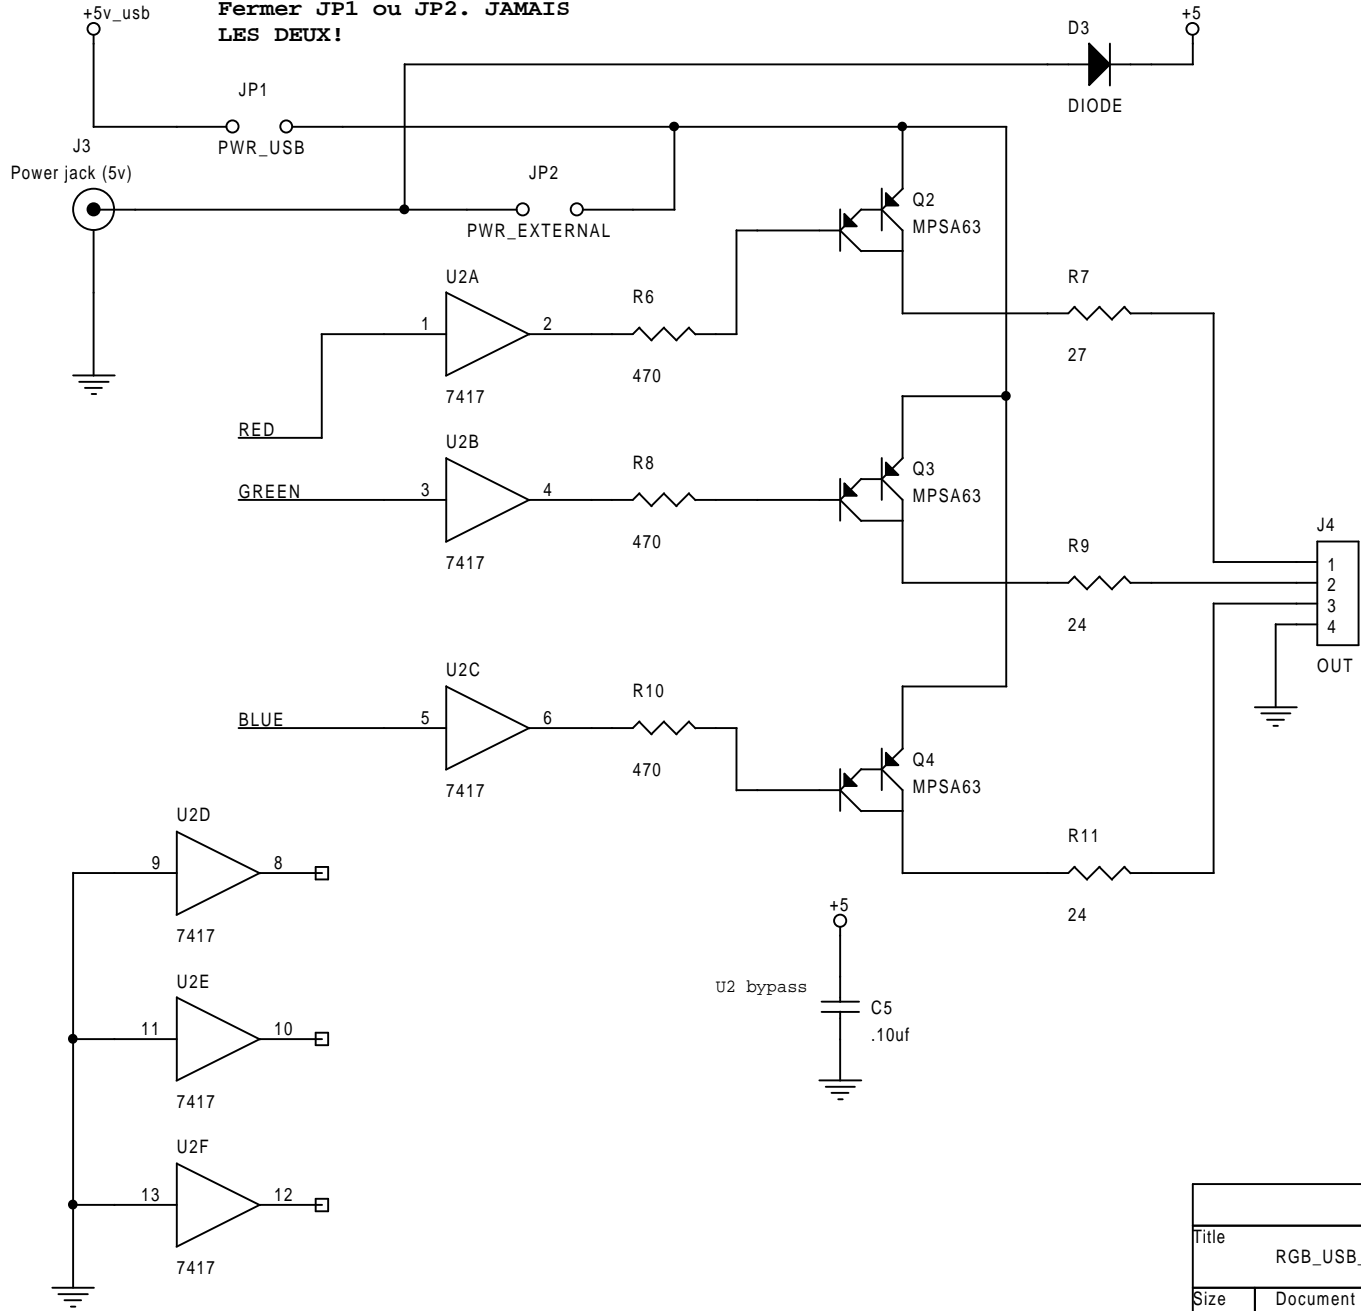 Fermer JP1 ou JP2. JAMAIS
LES DEUX!
+5v_usb
D3
+5
DIODE
JP1
PWR_USB
J3
Power jack (5v)
JP2
PWR_EXTERNAL
Q2
MPSA63
U2A
1
2
7417
R6
470
R7
27
RED
U2B
GREEN
3
4
7417
R8
470
Q3
MPSA63
R9
24
J4
1
2
3
4
OUT
U2C
BLUE
5
6
7417
R10
470
Q4
MPSA63
R11
24
U2D
9
8
7417
+5
U2 bypass
C5
.10uf
U2E
11
10
7417
U2F
13
12
7417
Title
RGB_USB_
Size
Document